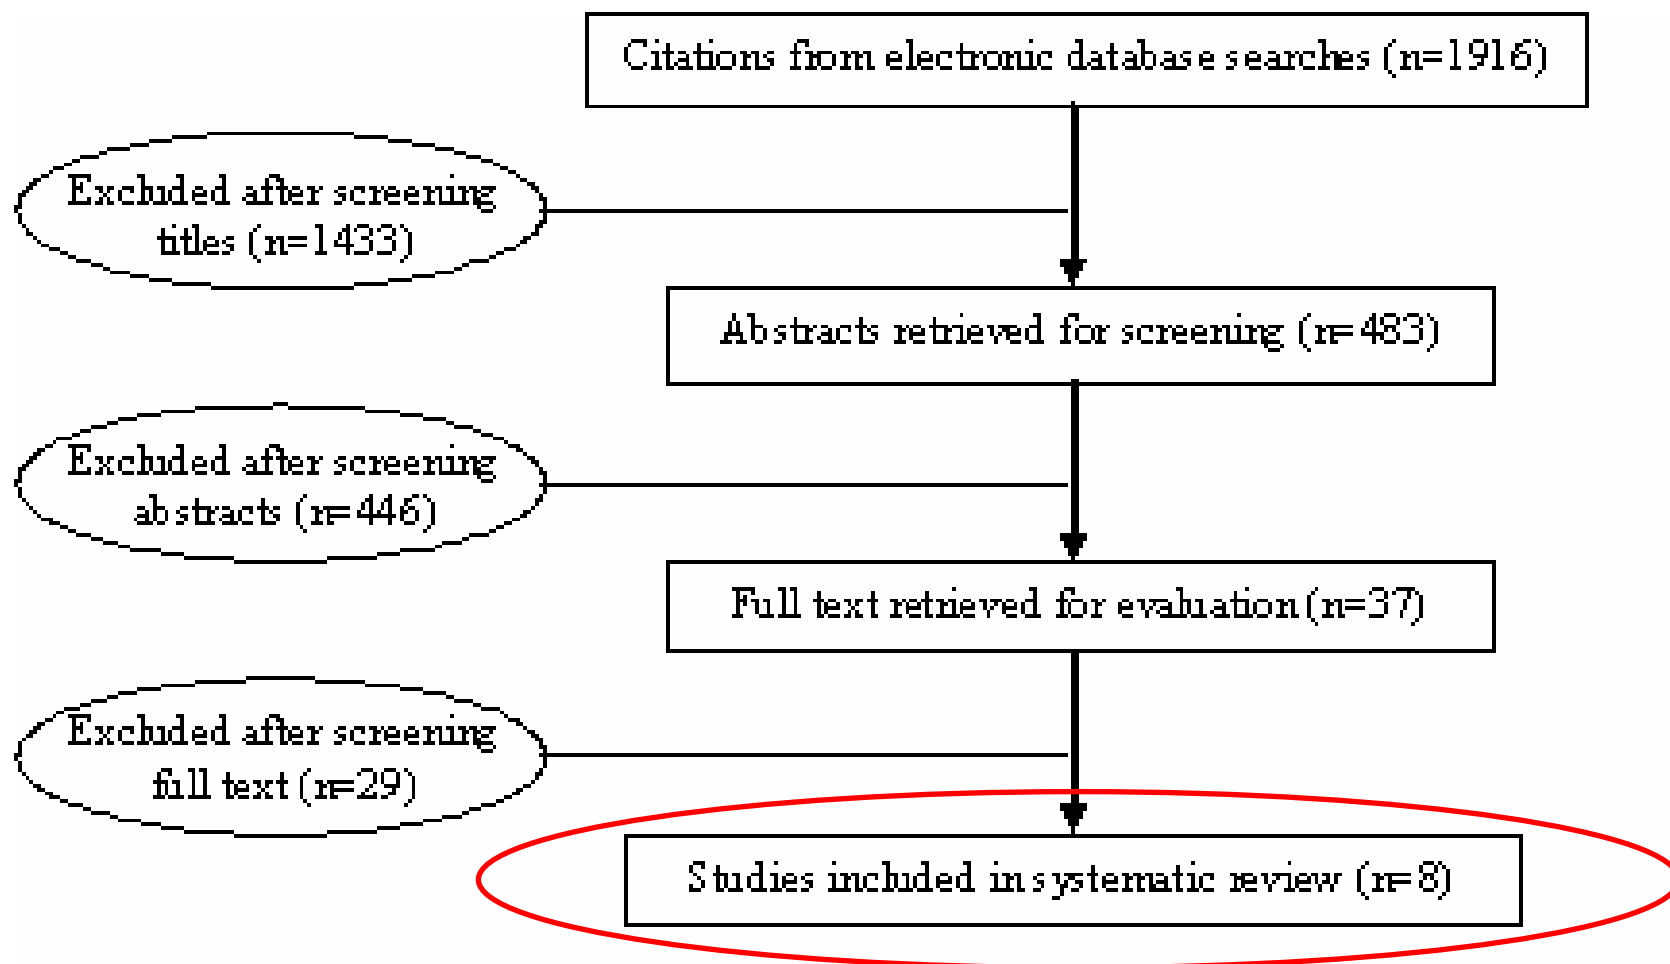 Citations from electronic database searches (n=1916)
Excluded after screening
titles (n=1433)
Abstracts retrieved for screening (n=483)
Excluded after screening
abstracts (n=446)
Full text retrieved for evaluation (n=37)
Excluded after screening
full text (n=29)
Studies included in systematic review (n=8)